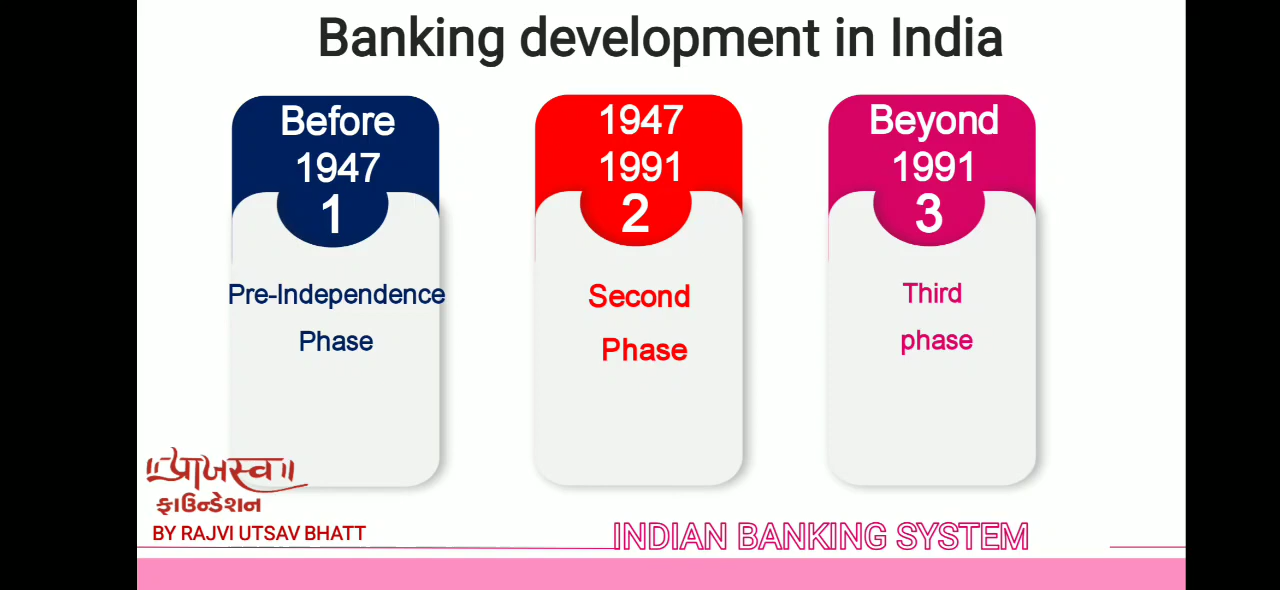 Banking development in India
Before
1947
1
Pre-Independence
Phase
1947
1991
2
Second
Phase
Beyond
1991
3
Third
phase
ફાઉન્ડેશન
BY RAJVI UTSAV BHATT
INDIAN BANKING SYSTEM